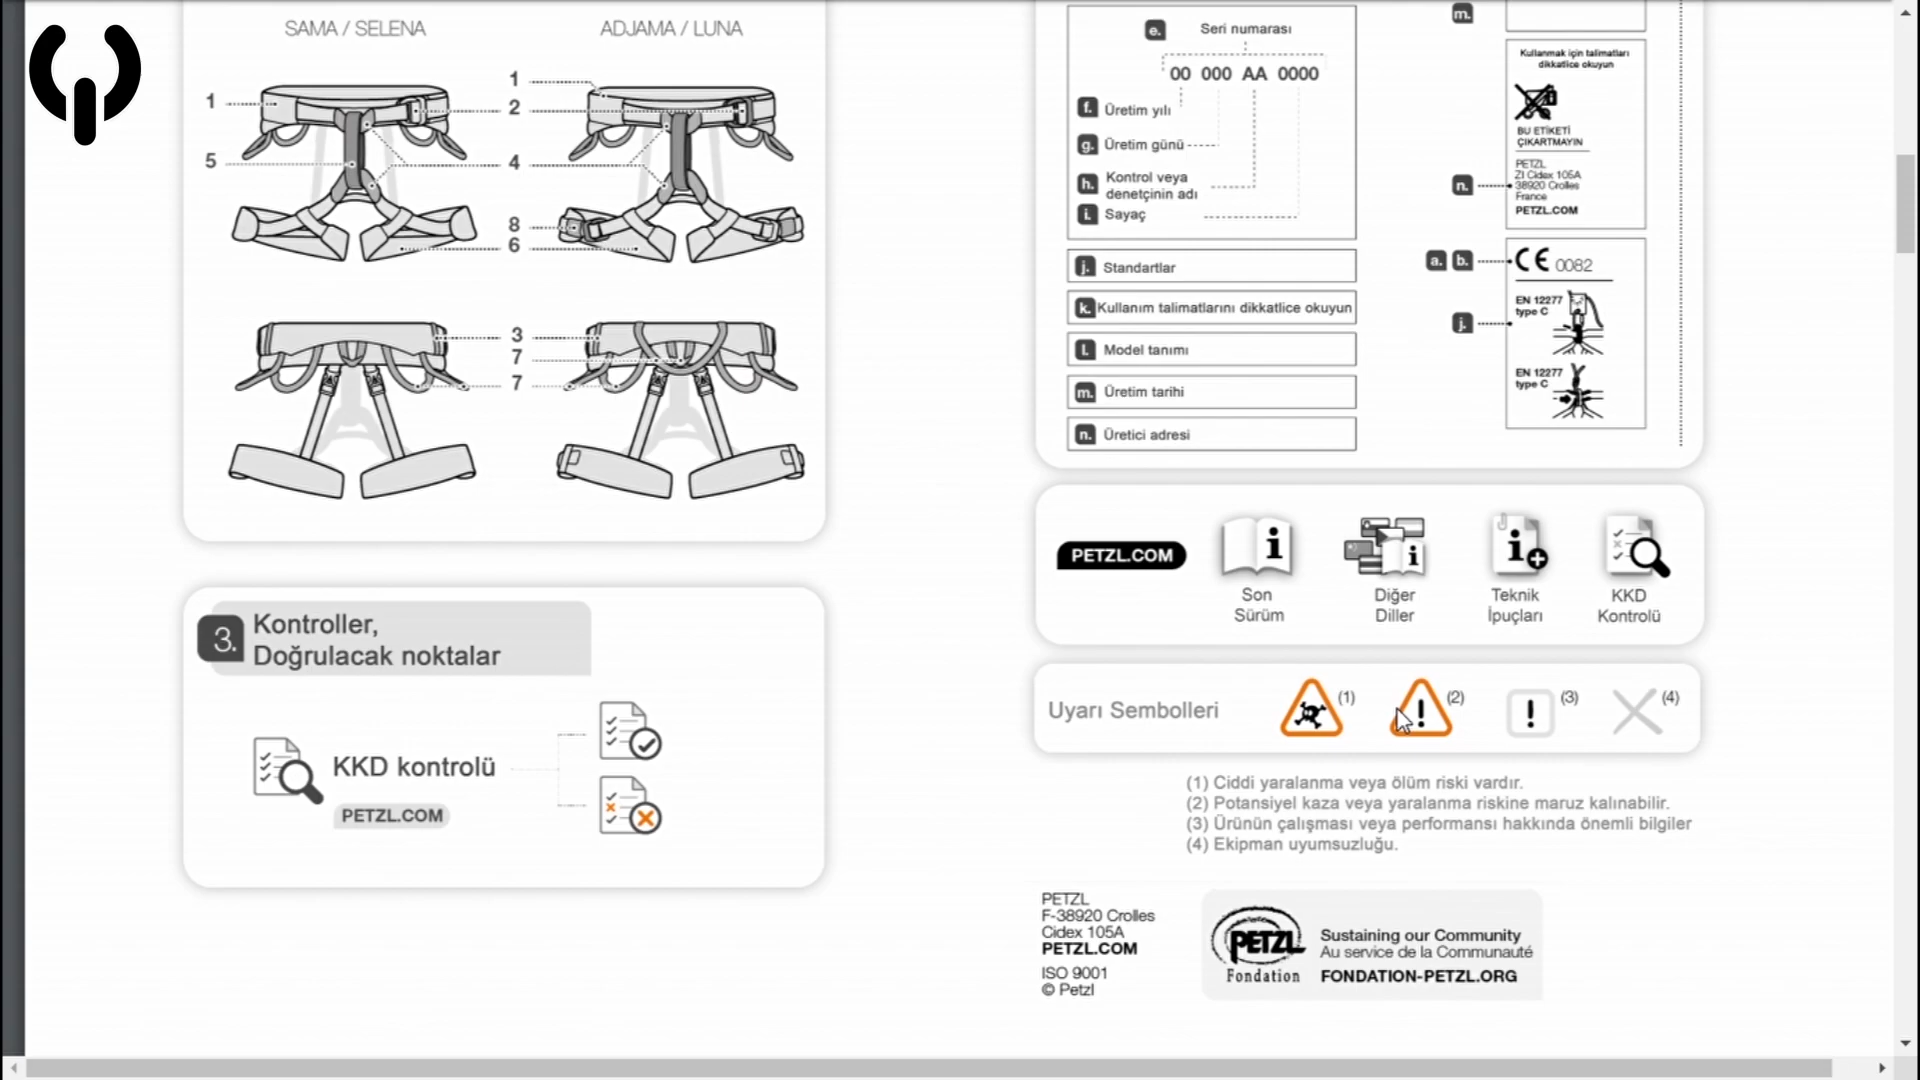 SAMA / SELENA
ADJAMA / LUNA
1
1
2
5
4
8
6
3
7
7
3.
Kontroller,
Doğrulacak noktalar
KKD kontrolü
PETZL.COM
e.
Seri numarası
00 000 AA 0000
f. Üretim yılı
g. Üretim günü
h. Kontrol veya
denetçinin adı
i. Sayaç
j. Standartlar
k. Kullanım talimatlarını dikkatlice okuyun
l. Model tanımı
m. Üretim tarihi
n. Üretici adresi
m.
Kullanmak için talimatları
dikkatlice okuyun
BU ETİKETİ
ÇIKARTMAYIN
n.
PETZL
ZI Cidex 105A
38920 Crolles
France
PETZL.COM
a. b.
CE 0082
j.
EN 12277
type C
EN 12277
type C
PETZL.COM
Son
Sürüm
Diğer
Diller
Teknik
İpuçları
KKD
Kontrolü
Uyarı Sembolleri
(1)
(2)
(3)
(4)
(1) Ciddi yaralanma veya ölüm riski vardır.
(2) Potansiyel kaza veya yaralanma riskine maruz kalınabilir.
(3) Ürünün çalışması veya performansı hakkında önemli bilgiler
(4) Ekipman uyumsuzluğu.
PETZL
F-38920 Crolles
Cidex 105A
PETZL.COM
ISO 9001
© Petzl
PETZL
Fondation
Sustaining our Community
Au service de la Communauté
FONDATION-PETZL.ORG